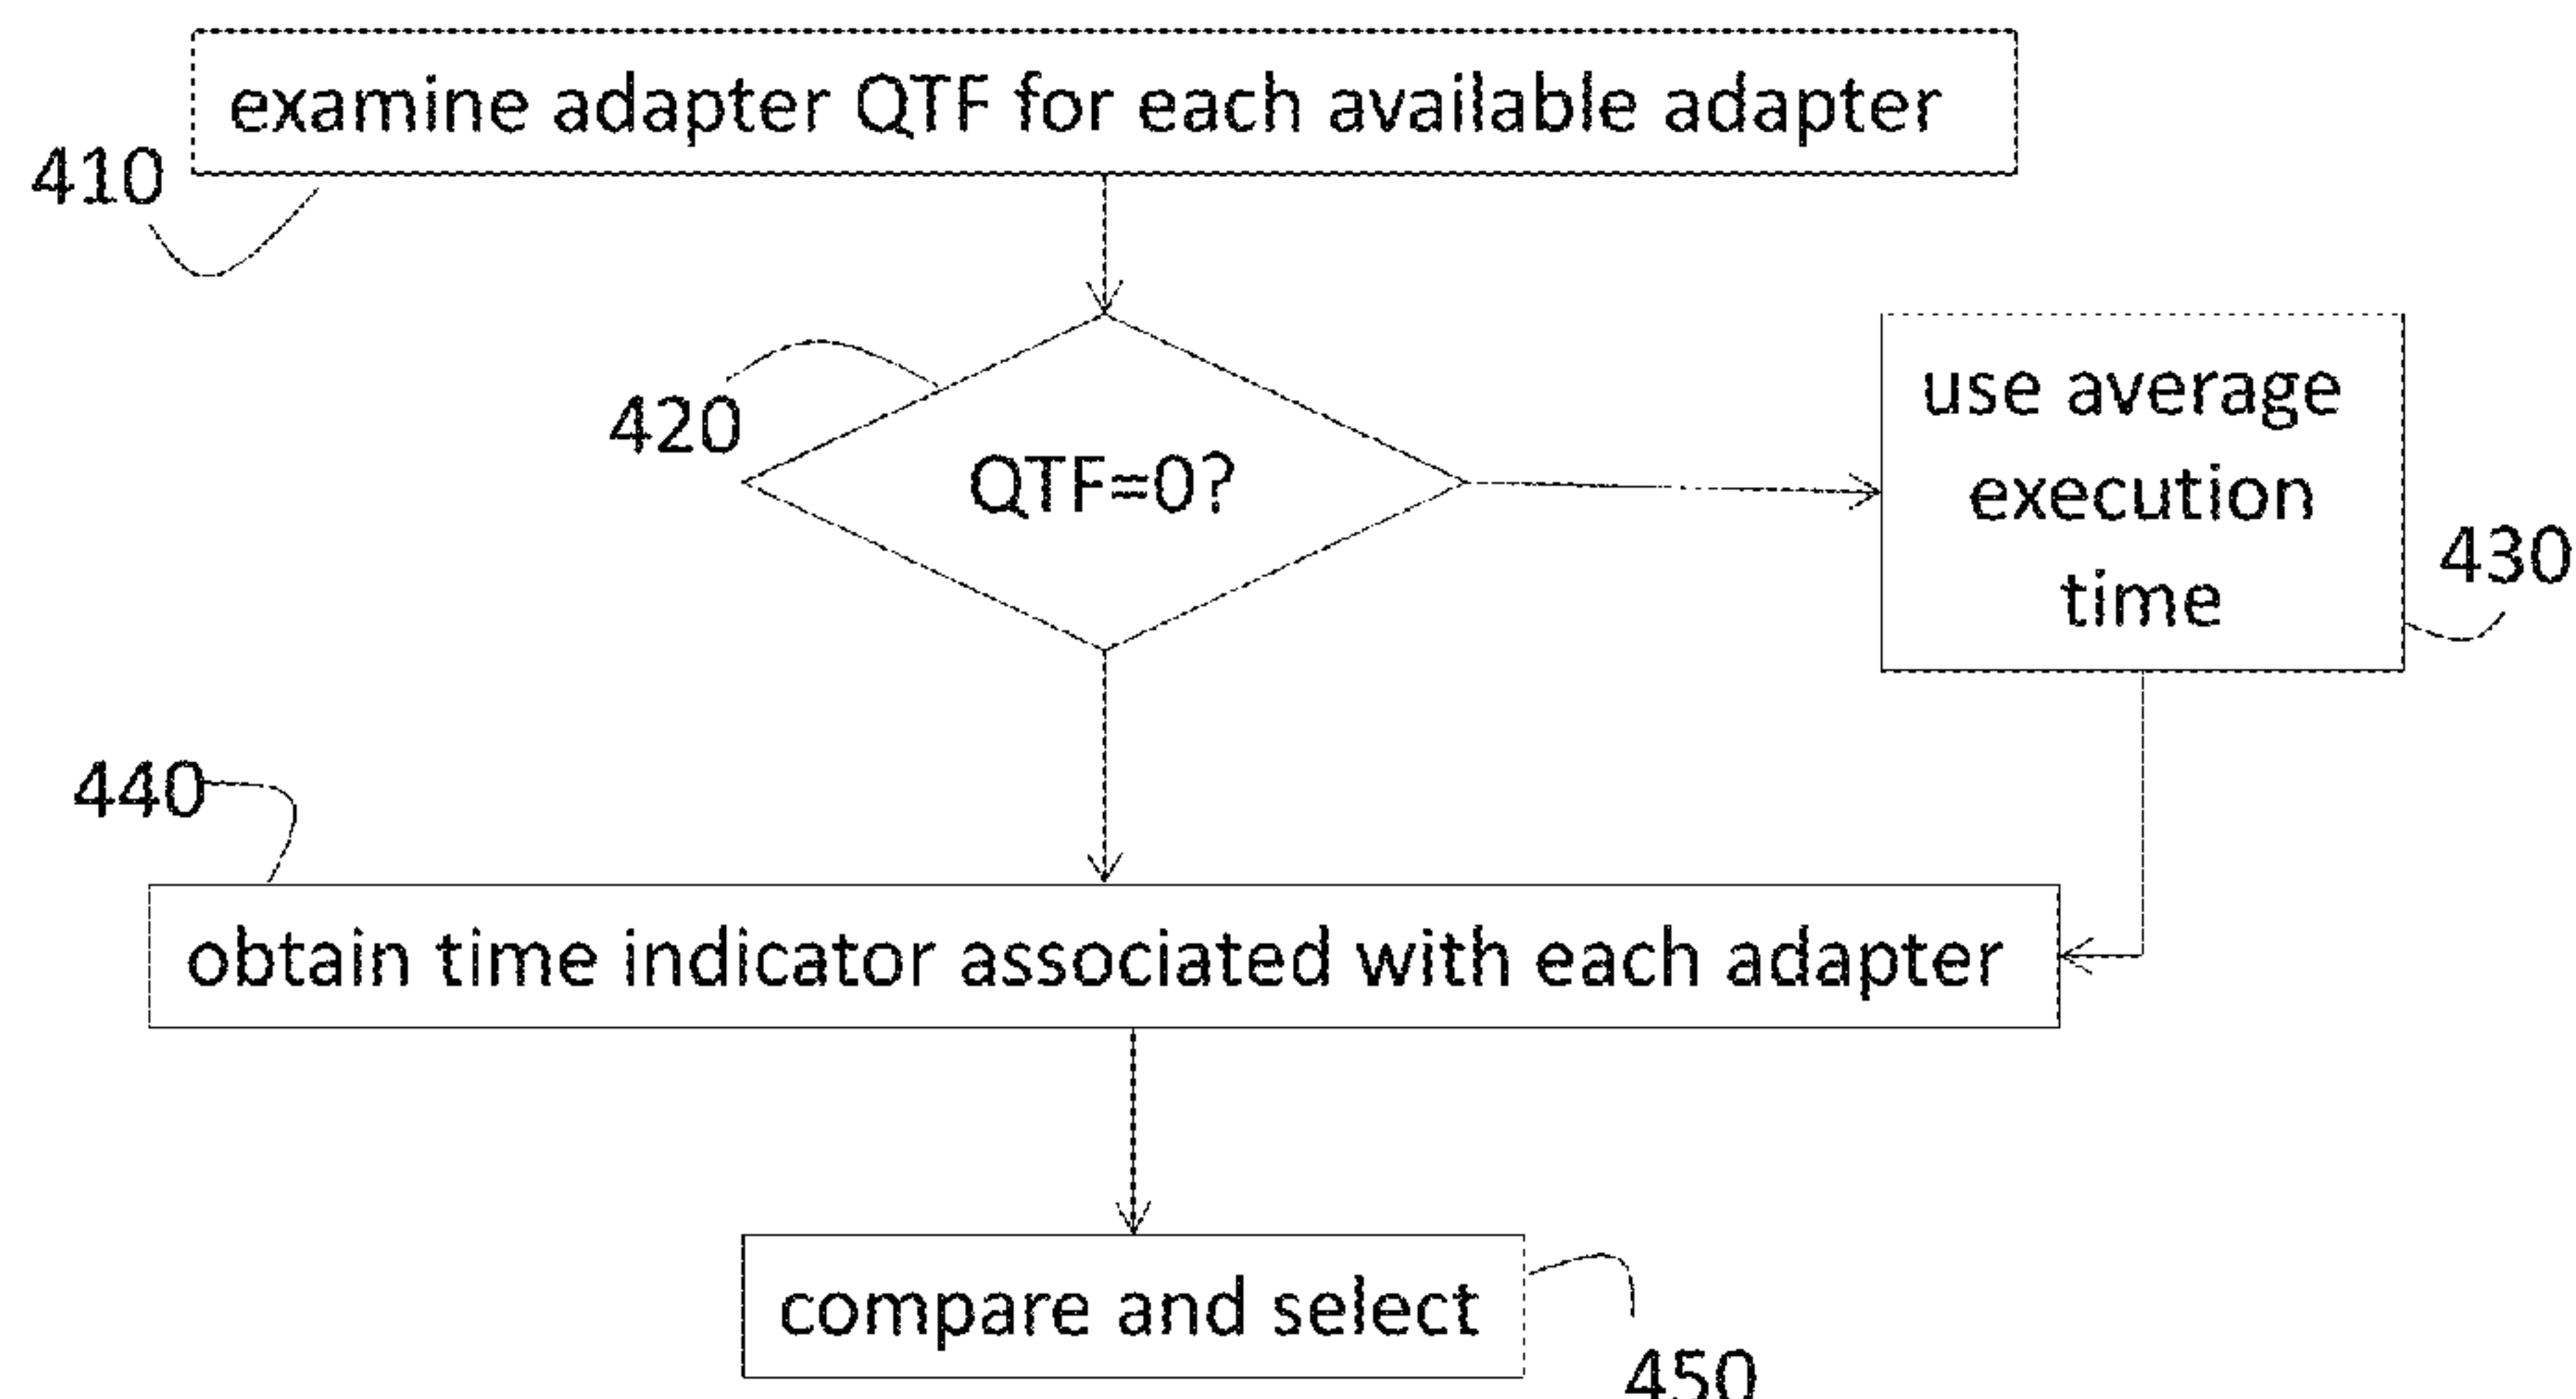 examine adapter QTF for each available adapter
410
420
QTF=0?
use average
execution
time
430
440
obtain time indicator associated with each adapter
compare and select
450